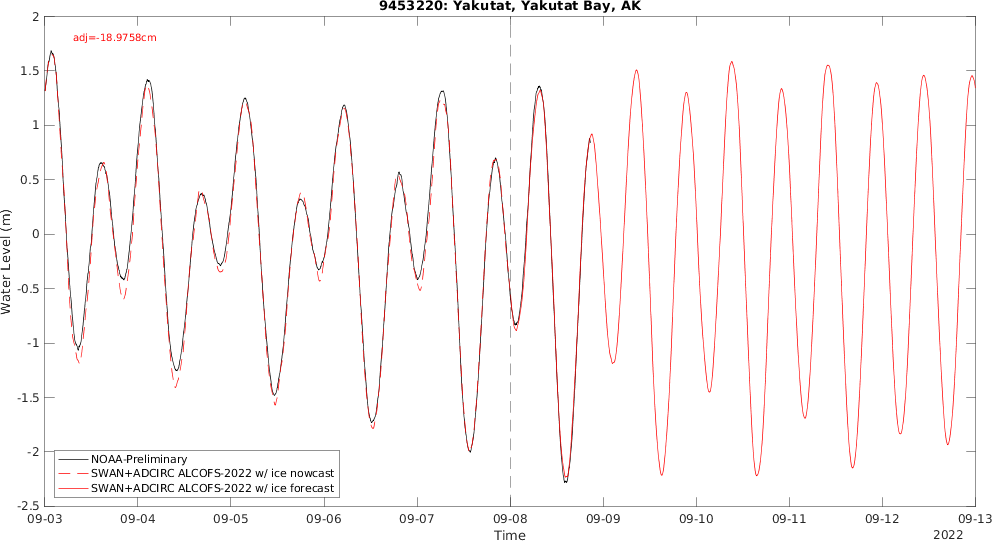 9453220: Yakutat, Yakutat Bay, AK
adj=-18.9758cm
2
1.5
1
0.5
0
-0.5
-1
-1.5
-2
-2.5
Water Level (m)
NOAA-Preliminary
SWAN+ADCIRC ALCOFS-2022 w/ ice nowcast
SWAN+ADCIRC ALCOFS-2022 w/ ice forecast
09-03 09-04 09-05 09-06 09-07 09-08 09-09 09-10 09-11 09-12 09-13
Time
2022